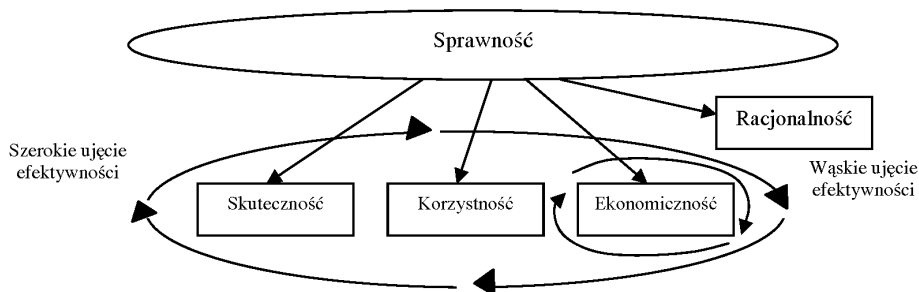 Sprawność
Racjonalność
Szerokie ujęcie
efektywności
Wąskie ujęcie
efektywności
Skuteczność
Korzystność
Ekonomiczność